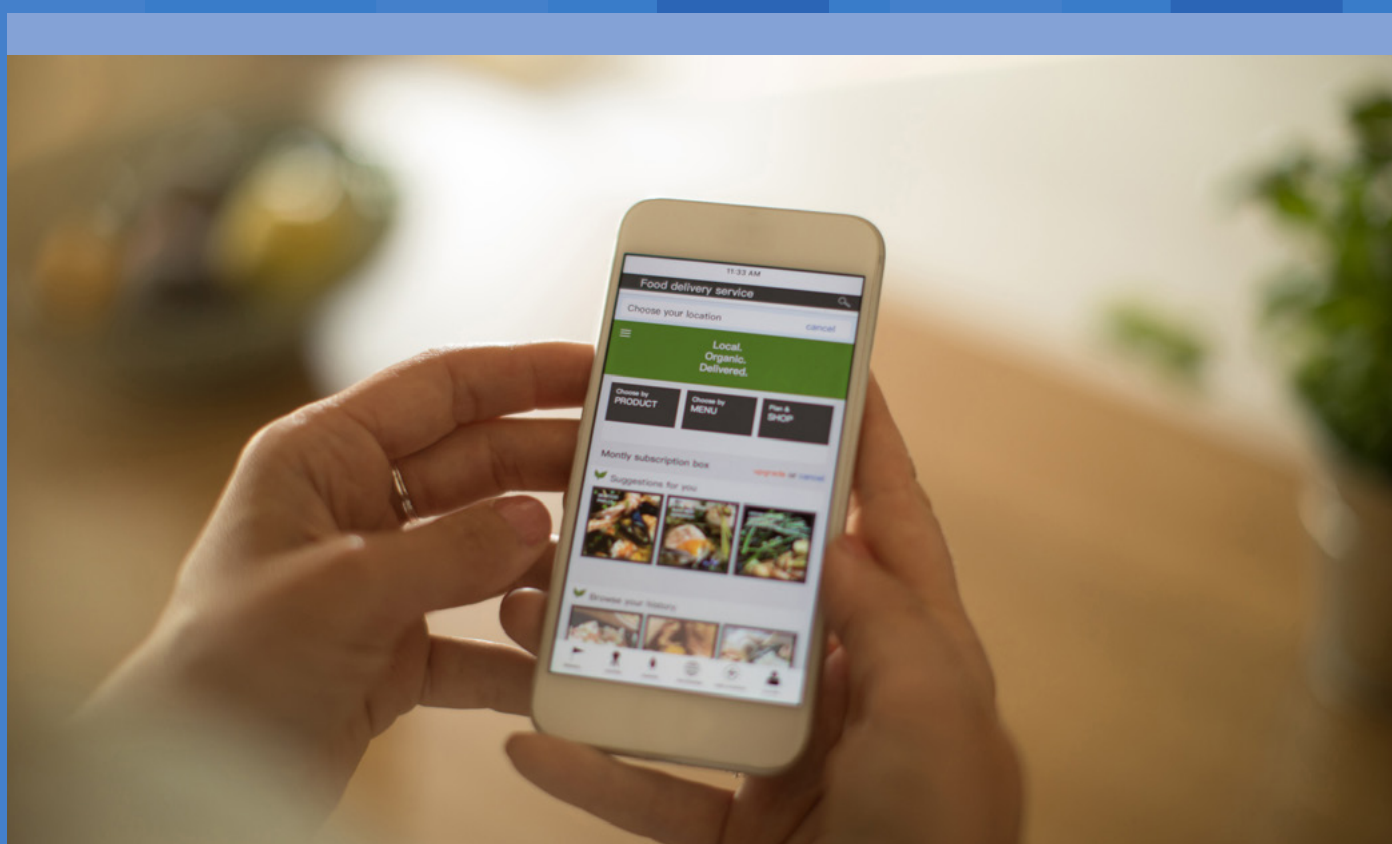 11:33 AM
Food delivery service
Choose your location cancel
Local.
Organic.
Delivered.
Choose by
PRODUCT
Choose by
MENU
Plan &
SHOP
Montly subscription box upgrade or cancel
Suggestions for you
Browse your history